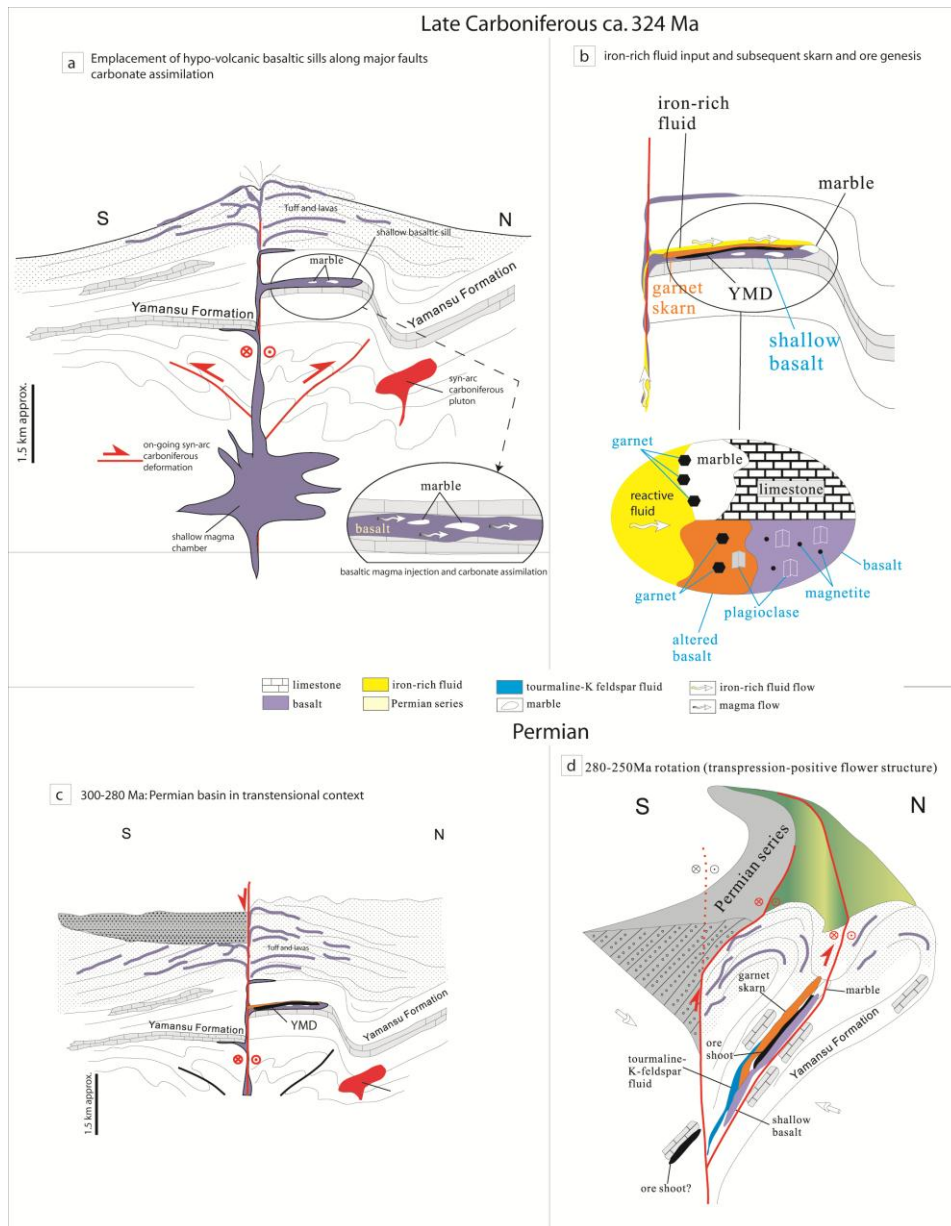 Late Carboniferous ca. 324 Ma
a
Emplacement of hypo-volcanic basaltic sills along major faults
carbonate assimilation
S
N
Tuff and lavas
shallow basaltic sill
marble
Yamansu Formation
Yamansu Formation
syn-arc
carboniferous
pluton
1.5 km approx.
on-going syn-arc
carboniferous
deformation
shallow magma
chamber
marble
basalt
basaltic magma injection and carbonate assimilation
b
iron-rich fluid input and subsequent skarn and ore genesis
iron-rich
fluid
marble
garnet
skarn
YMD
shallow
basalt
garnet
marble
limestone
reactive
fluid
basalt
garnet
magnetite
plagioclase
altered
basalt
limestone
iron-rich fluid
tourmaline-K feldspar fluid
iron-rich fluid flow
basalt
Permian series
marble
magma flow
Permian
c
300-280 Ma: Permian basin in transtensional context
S
N
Tuff and lavas
YMD
Yamansu Formation
Yamansu Formation
1.5 km approx.
d
280-250Ma rotation (transpression-positive flower structure)
S
N
Permian series
garnet
skarn
marble
ore
shoot
Yamansu Formation
tourmaline-
K-feldspar
fluid
shallow
basalt
ore shoot?